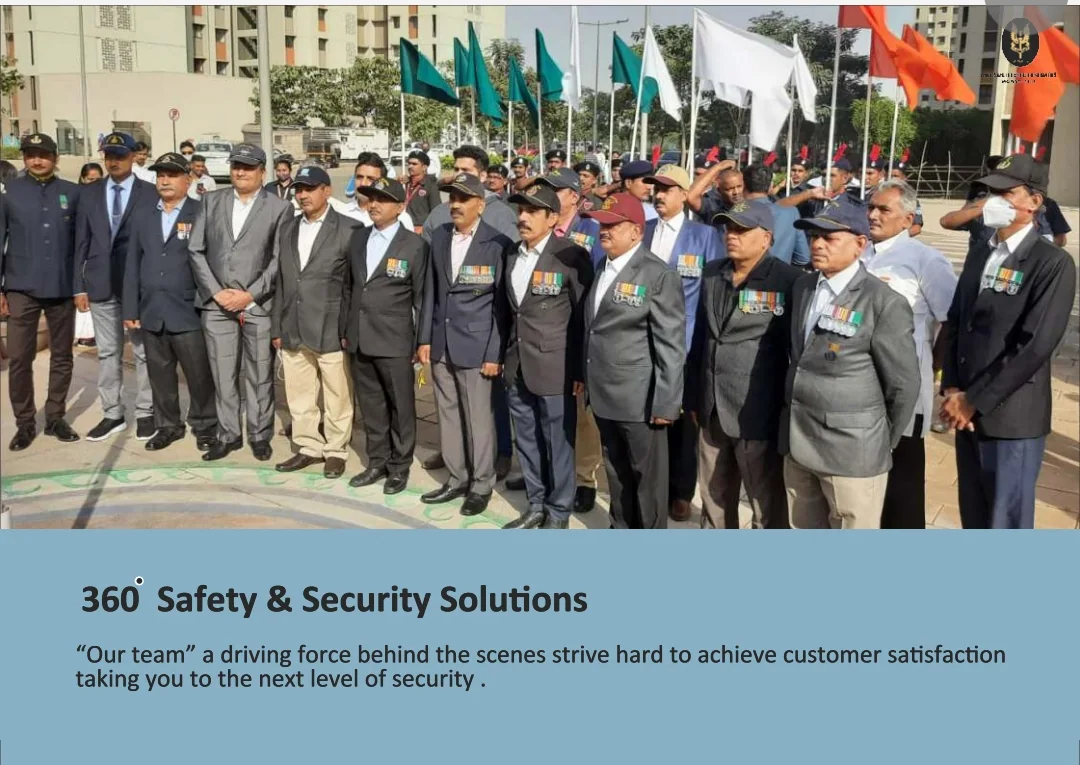 360° Safety & Security Solutions
“Our team” a driving force behind the scenes strive hard to achieve customer satisfaction
taking you to the next level of security .